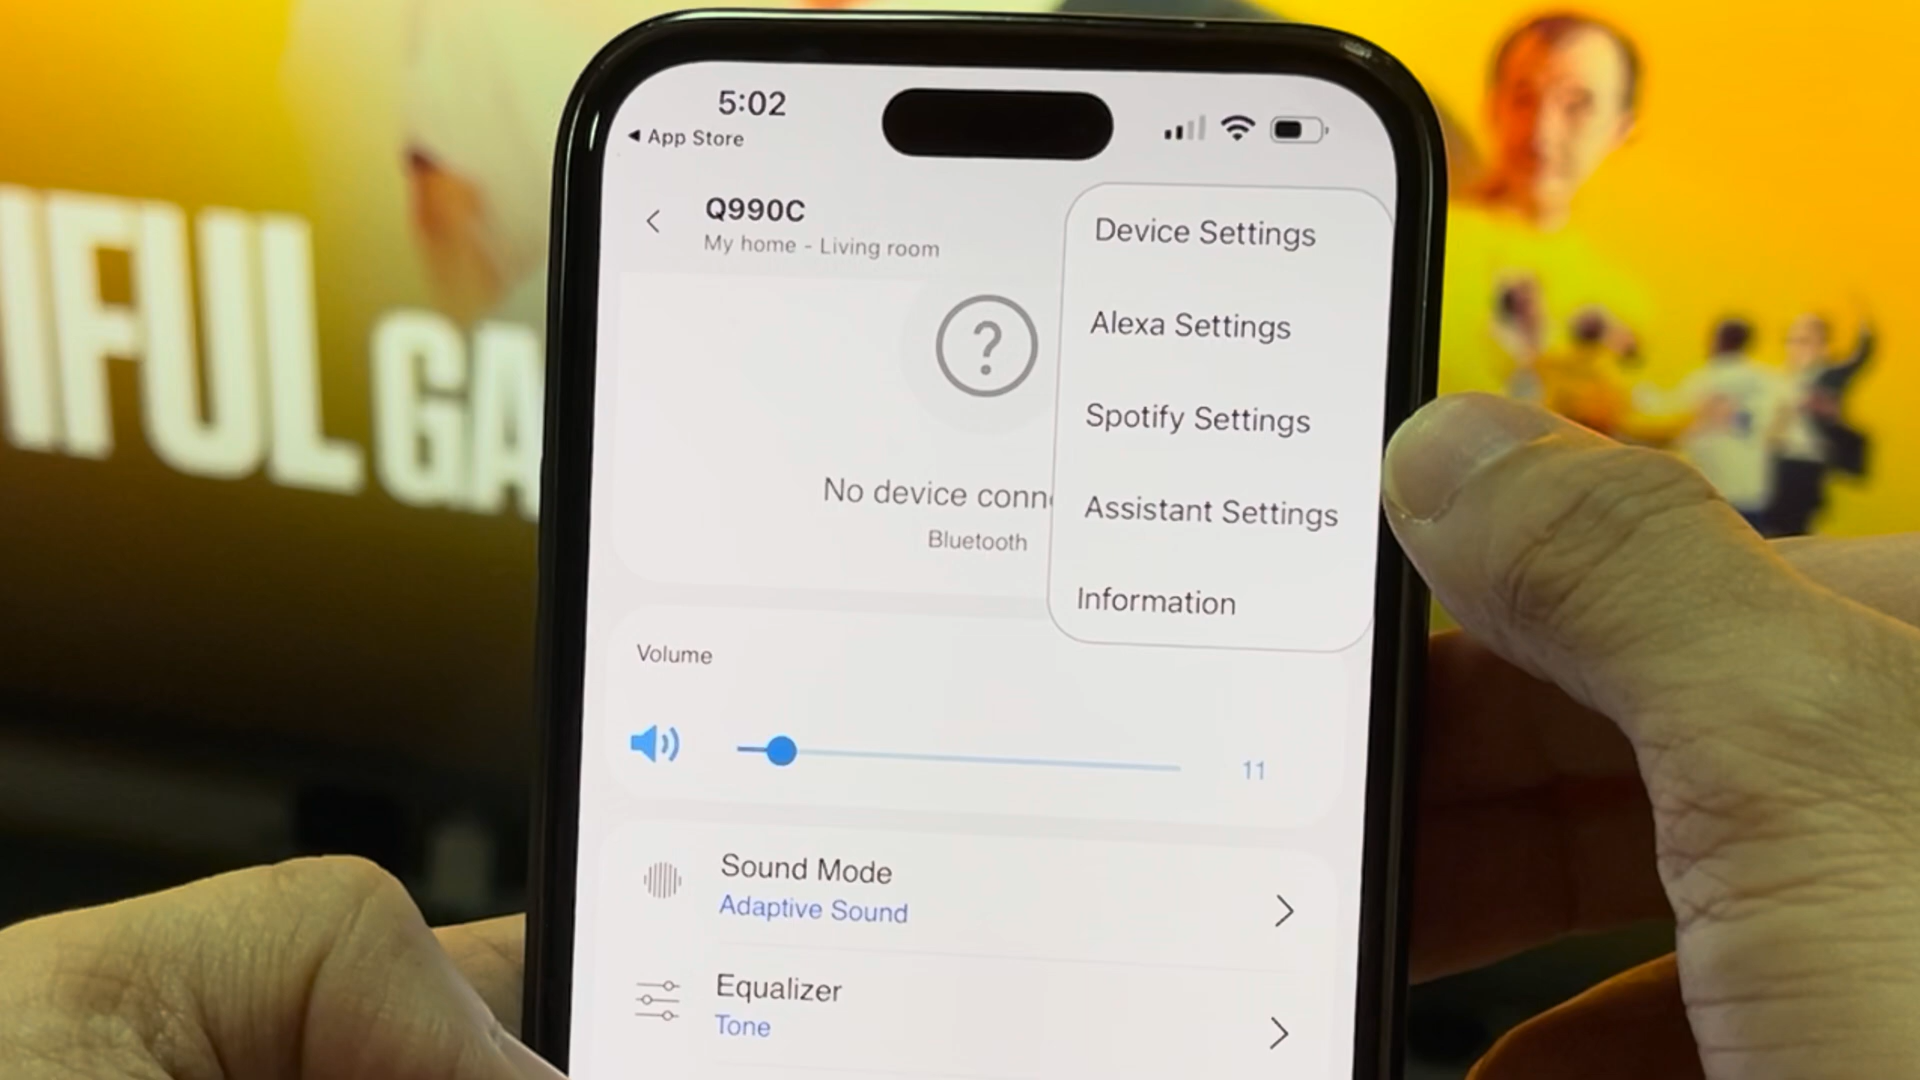 5:02
◀ App Store
Q990C
My home - Living room
Device Settings
Alexa Settings
Spotify Settings
Assistant Settings
Information
No device conn
Bluetooth
Volume
11
Sound Mode
Adaptive Sound
Equalizer
Tone
IFUL GA